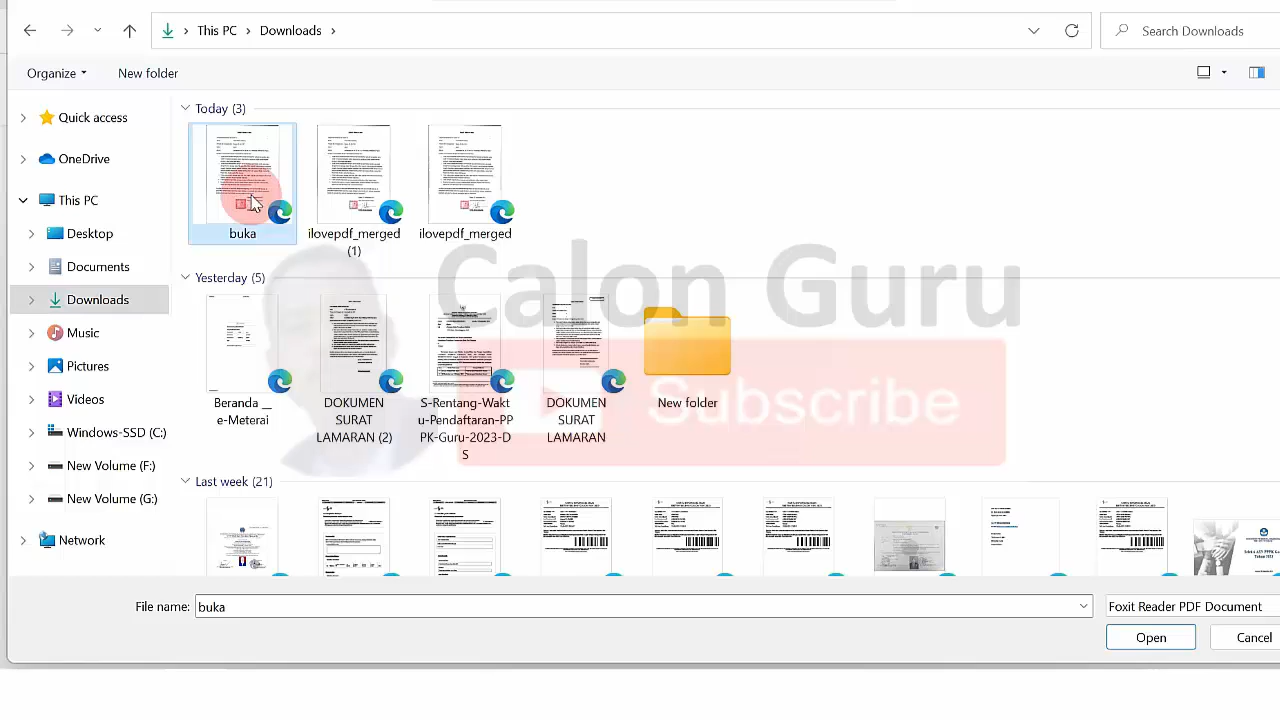 This PC
Downloads
Search Downloads
Organize
New folder
Quick access
OneDrive
This PC
Desktop
Documents
Downloads
Music
Pictures
Videos
Windows-SSD (C:)
New Volume (F:)
New Volume (G:)
Network
Today (3)
buka
ilovepdf_merged
(1)
ilovepdf_merged
Yesterday (5)
Beranda __
e-Meterai
DOKUMEN
SURAT
LAMARAN (2)
S-Rentang-Wakt
u-Pendaftaran-PP
PK-Guru-2023-D
S
DOKUMEN
SURAT
LAMARAN
New folder
Calon Guru
Subscribe
Last week (21)
File name:
buka
Foxit Reader PDF Document
Open
Cancel